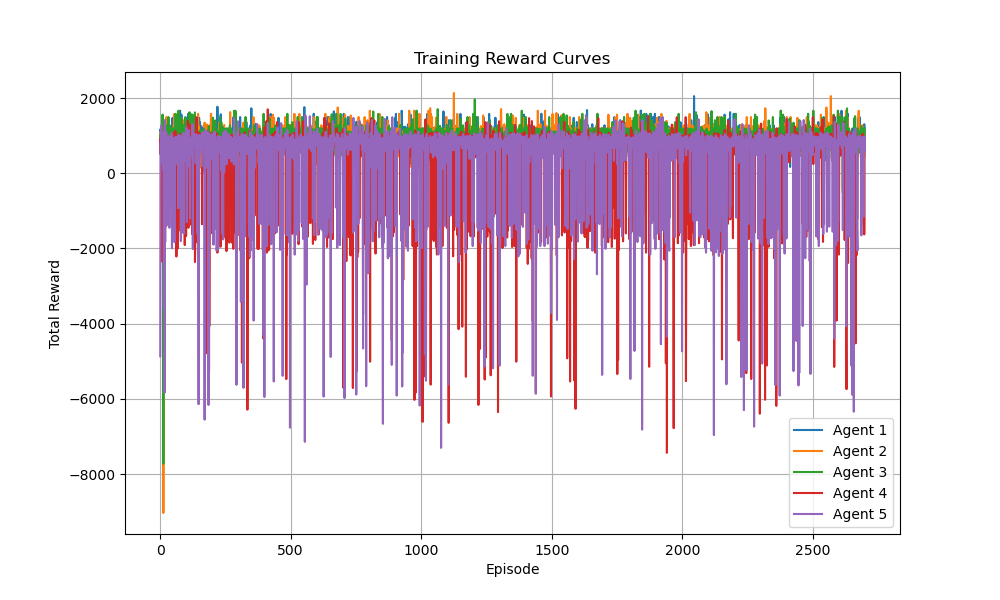 Training Reward Curves
Total Reward
2000
0
−2000
−4000
−6000
−8000
0
500
1000
1500
2000
2500
Episode
Agent 1
Agent 2
Agent 3
Agent 4
Agent 5